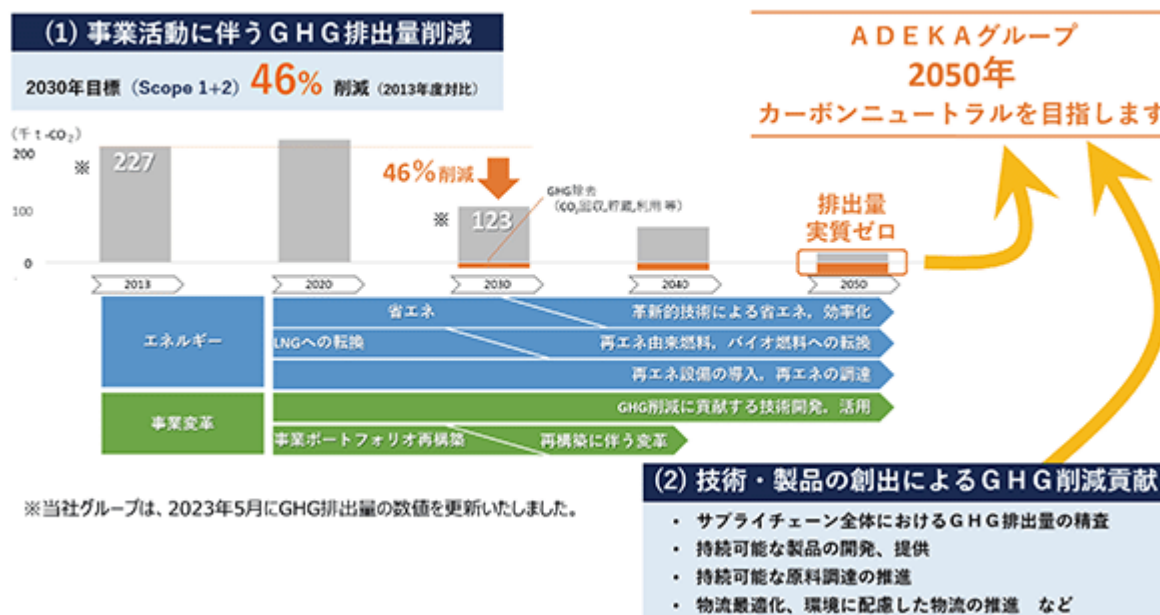 (1) 事業活動に伴うＧＨＧ排出量削減
2030年目標（Scope 1+2）46% 削減（2013年度対比）
ＡＤＥＫＡグループ
2050年
カーボンニュートラルを目指します
（千ｔ-CO₂）
200
100
0
※ 227
46%削減
※ 123
GHG除去
（CO₂回収,貯蔵,利用 等）
排出量
実質ゼロ
2013 2020 2030 2040 2050
エネルギー
省エネ 革新的技術による省エネ，効率化
LNGへの転換 再エネ由来燃料，バイオ燃料への転換
再エネ設備の導入，再エネの調達
事業変革
GHG削減に貢献する技術開発，活用
事業ポートフォリオ再構築 再構築に伴う変革
※当社グループは、2023年5月にGHG排出量の数値を更新いたしました。
(2) 技術・製品の創出によるＧＨＧ削減貢献
・ サプライチェーン全体におけるＧＨＧ排出量の精査
・ 持続可能な製品の開発、提供
・ 持続可能な原料調達の推進
・ 物流最適化、環境に配慮した物流の推進　など